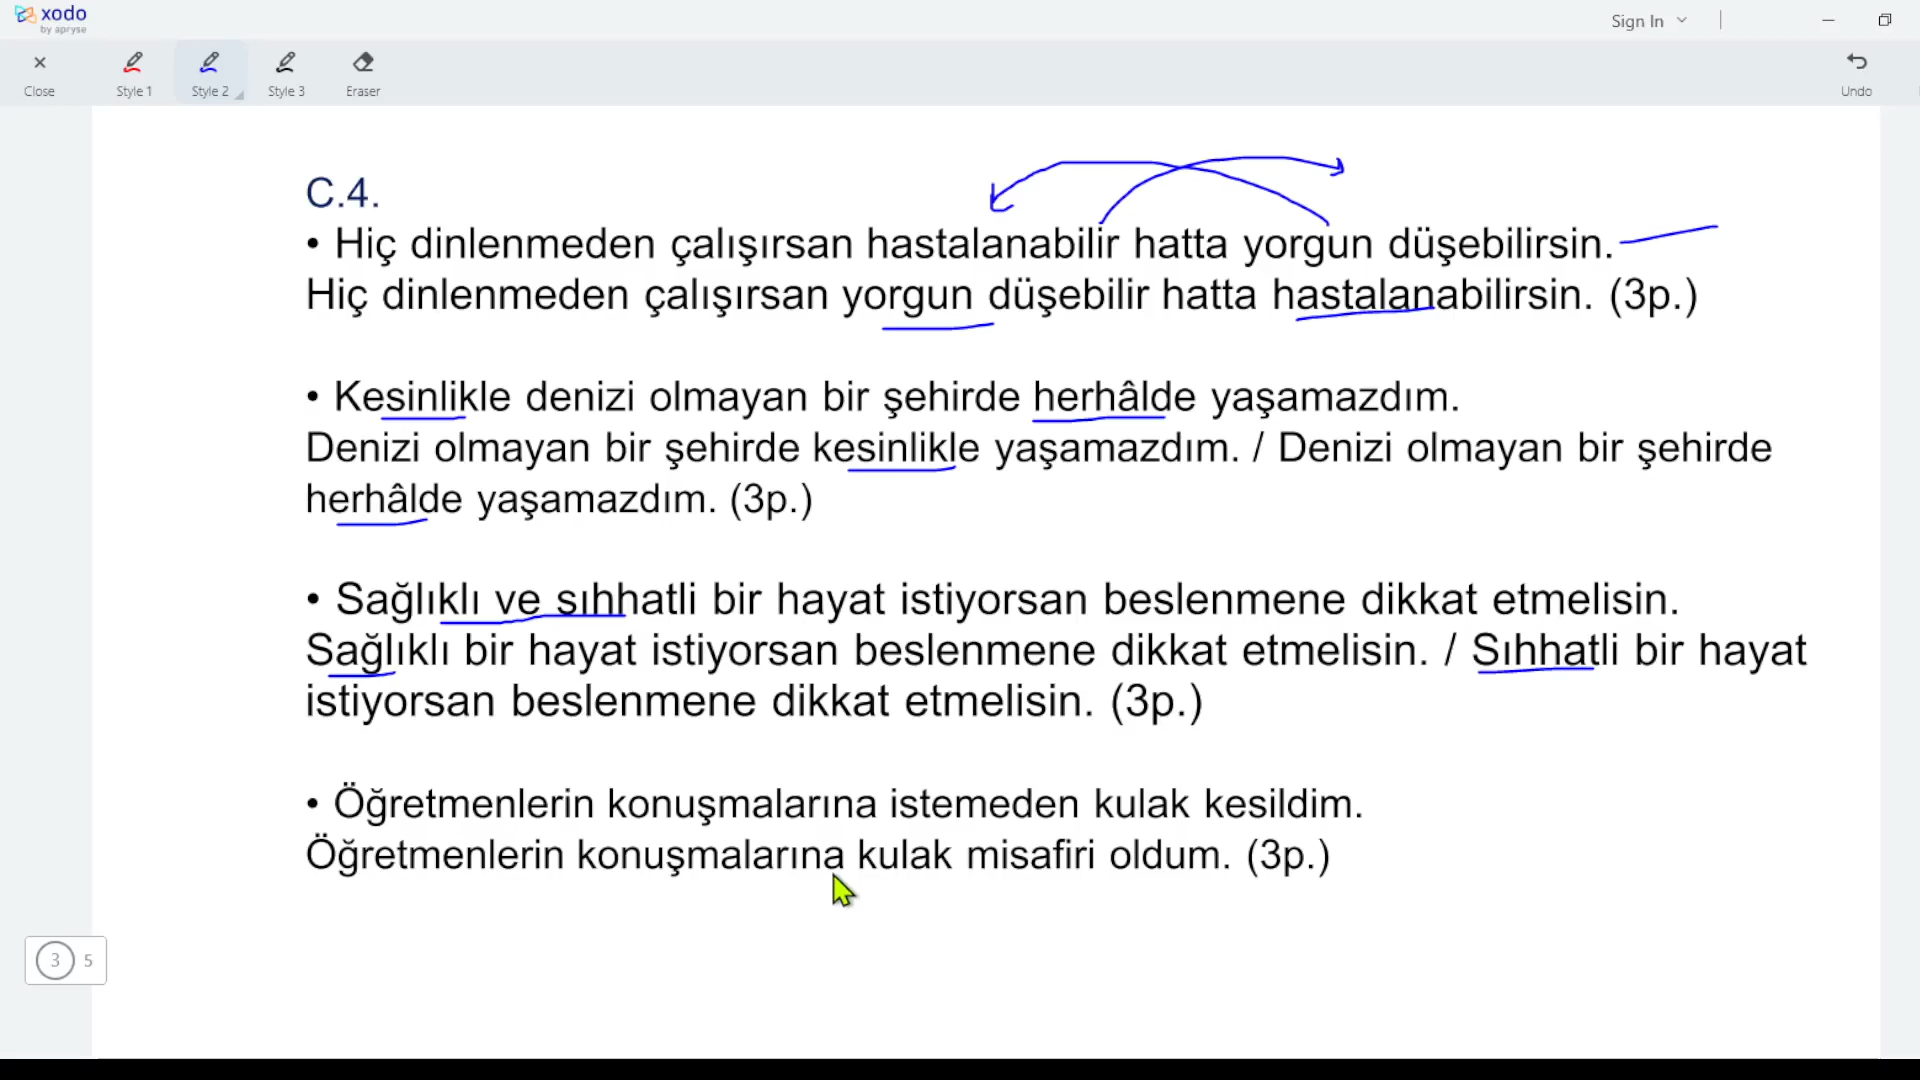 xodo
by apryse
Sign In
Close
Style 1
Style 2
Style 3
Eraser
Undo
C.4.
• Hiç dinlenmeden çalışırsan hastalanabilir hatta yorgun düşebilirsin.
Hiç dinlenmeden çalışırsan yorgun düşebilir hatta hastalanabilirsin. (3p.)
• Kesinlikle denizi olmayan bir şehirde herhâlde yaşamazdım.
Denizi olmayan bir şehirde kesinlikle yaşamazdım. / Denizi olmayan bir şehirde
herhâlde yaşamazdım. (3p.)
• Sağlıklı ve sıhhatli bir hayat istiyorsan beslenmene dikkat etmelisin.
Sağlıklı bir hayat istiyorsan beslenmene dikkat etmelisin. / Sıhhatli bir hayat
istiyorsan beslenmene dikkat etmelisin. (3p.)
• Öğretmenlerin konuşmalarına istemeden kulak kesildim.
Öğretmenlerin konuşmalarına kulak misafiri oldum. (3p.)
3 5